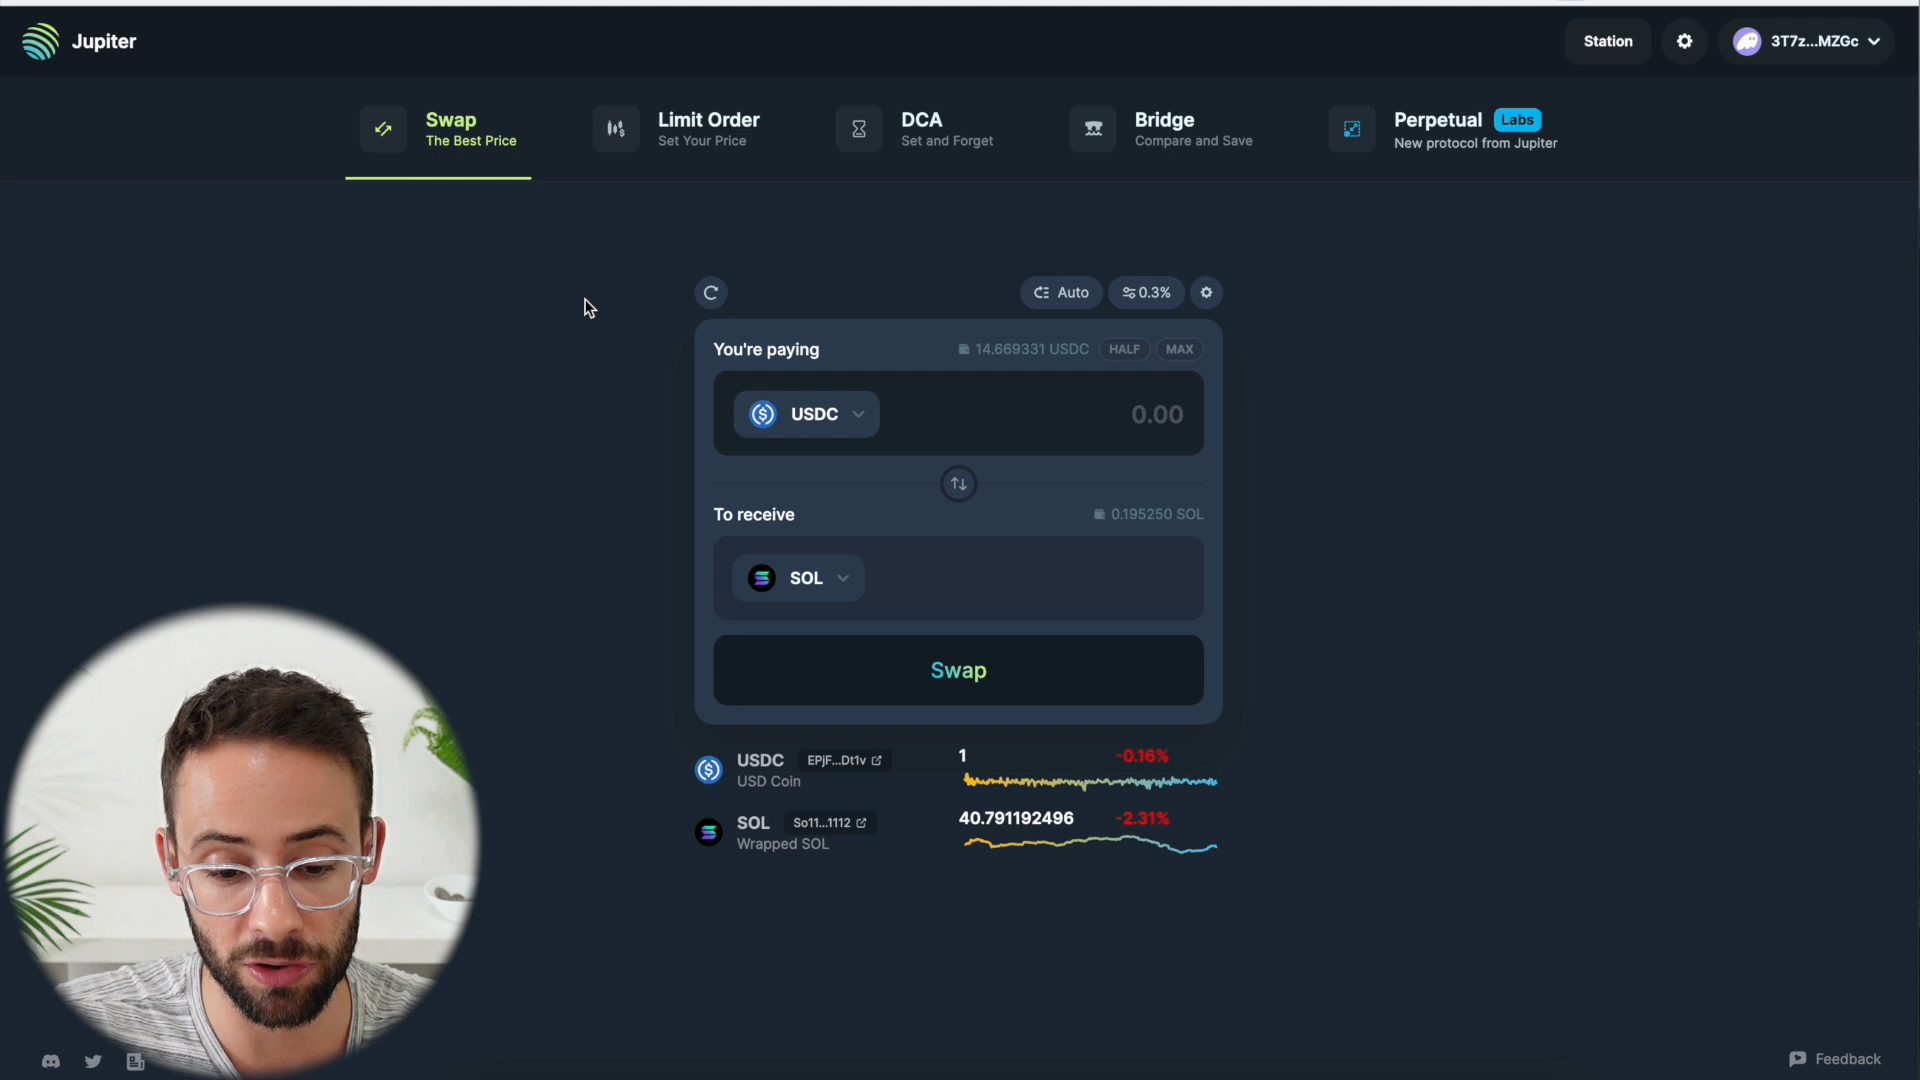 Jupiter
Station
3T7z...MZGc
Swap
The Best Price
Limit Order
Set Your Price
DCA
Set and Forget
Bridge
Compare and Save
Perpetual Labs
New protocol from Jupiter
Auto
0.3%
You're paying
14.669331 USDC HALF MAX
USDC
0.00
To receive
0.195250 SOL
SOL
Swap
USDC EPjF...Dt1v
USD Coin
1 -0.16%
SOL So11...1112
Wrapped SOL
40.791192496 -2.31%
Feedback